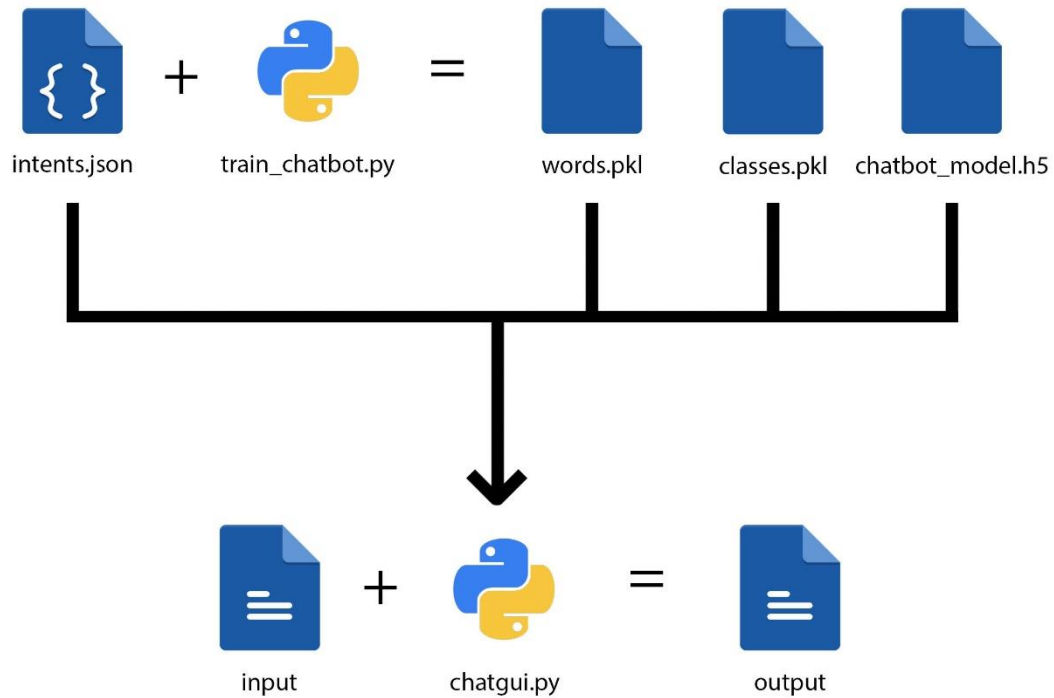 { } + =
intents.json train_chatbot.py words.pkl classes.pkl chatbot_model.h5
+ =
input chatgui.py output